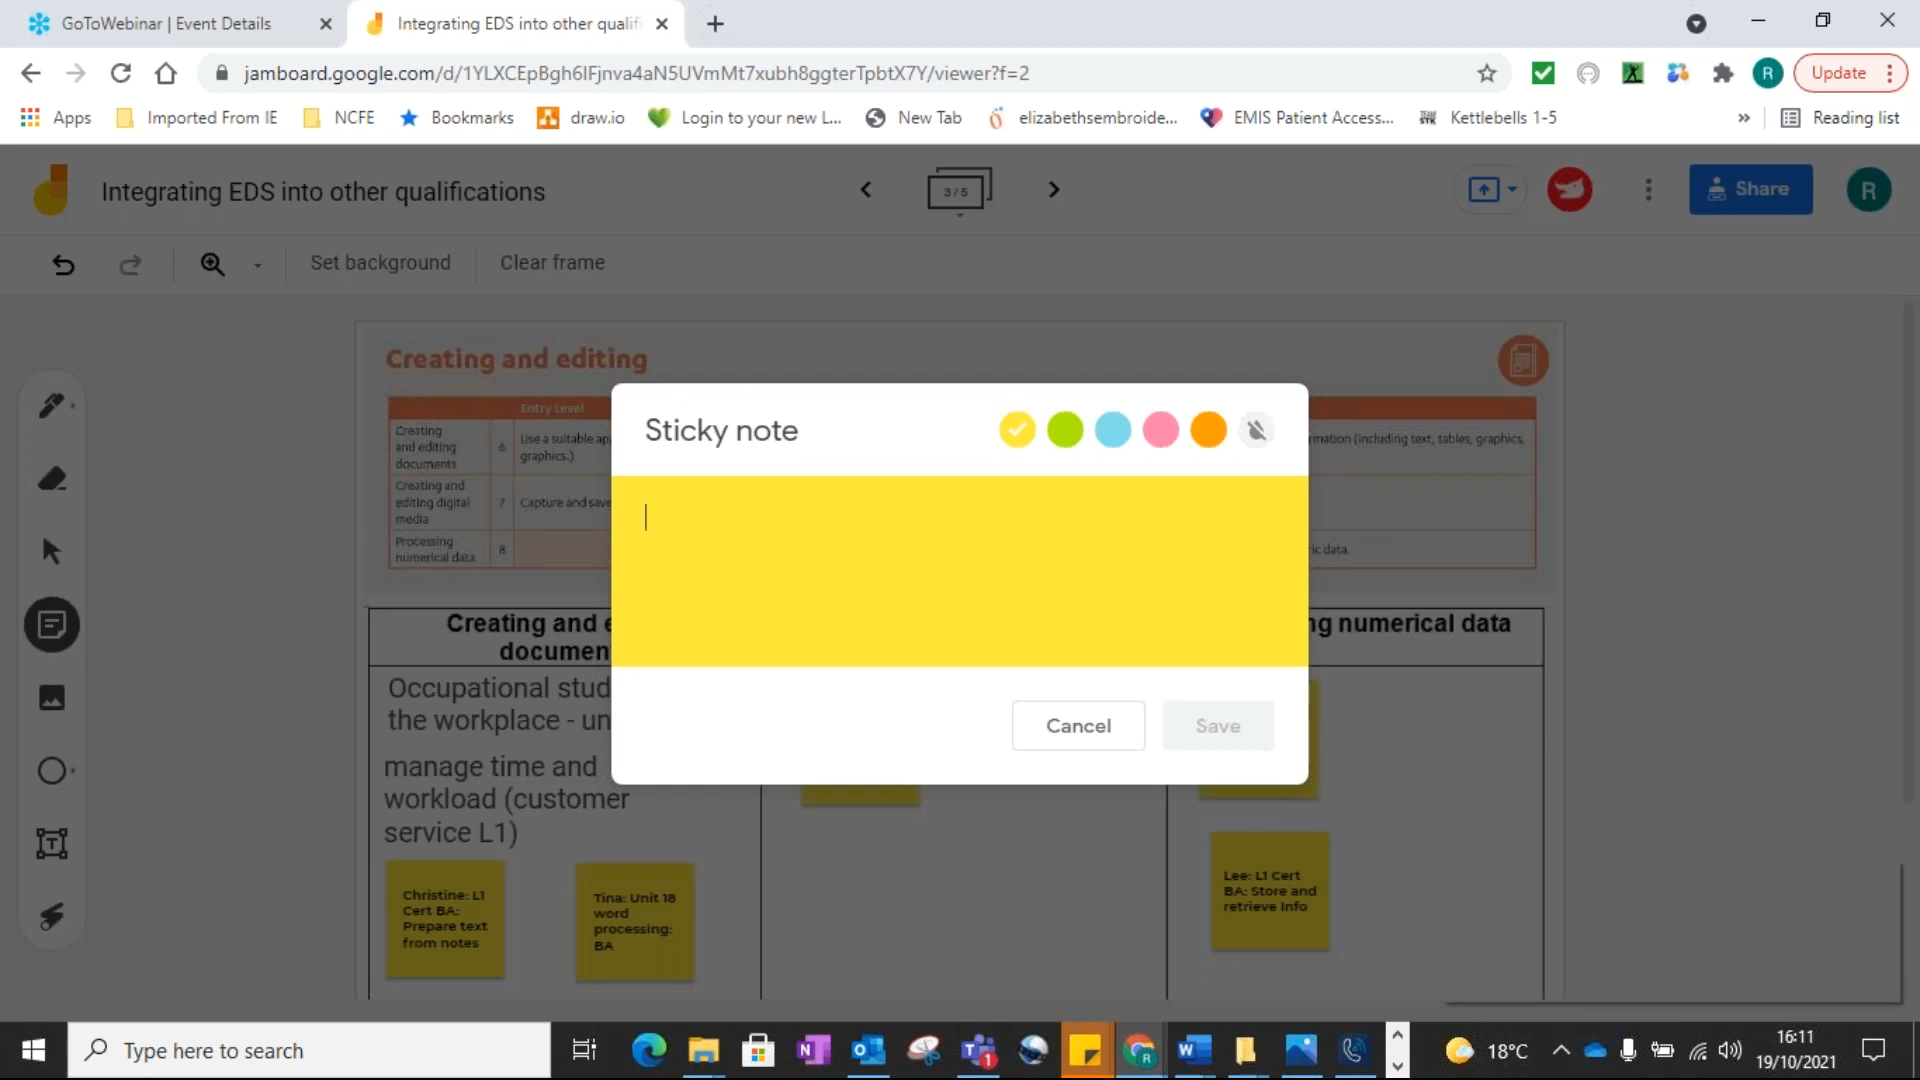 GoToWebinar | Event Details
Integrating EDS into other qualifi
jamboard.google.com/d/1YLXCEpBgh6IFjnva4aN5UVmMt7xubh8ggterTpbtX7Y/viewer?f=2
R
Update
Apps
Imported From IE
NCFE
Bookmarks
draw.io
Login to your new L...
New Tab
elizabethsembroide...
EMIS Patient Access...
Kettlebells 1-5
»
Reading list
Integrating EDS into other qualifications
3 / 5
Share
R
Set background
Clear frame
Creating and editing
Entry Level
Creating
and editing
documents
6
Use a suitable ap
graphics.)
rmation (including text, tables, graphics,
Creating and
editing digital
media
7
Capture and save
Processing
numerical data
8
ic data.
Sticky note
Cancel
Save
Creating and e
documen
ng numerical data
Occupational stud
the workplace - un
manage time and
workload (customer
service L1)
Christine: L1
Cert BA:
Prepare text
from notes
Tina: Unit 18
word
processing:
BA
Lee: L1 Cert
BA: Store and
retrieve Info
Type here to search
18°C
16:11
19/10/2021